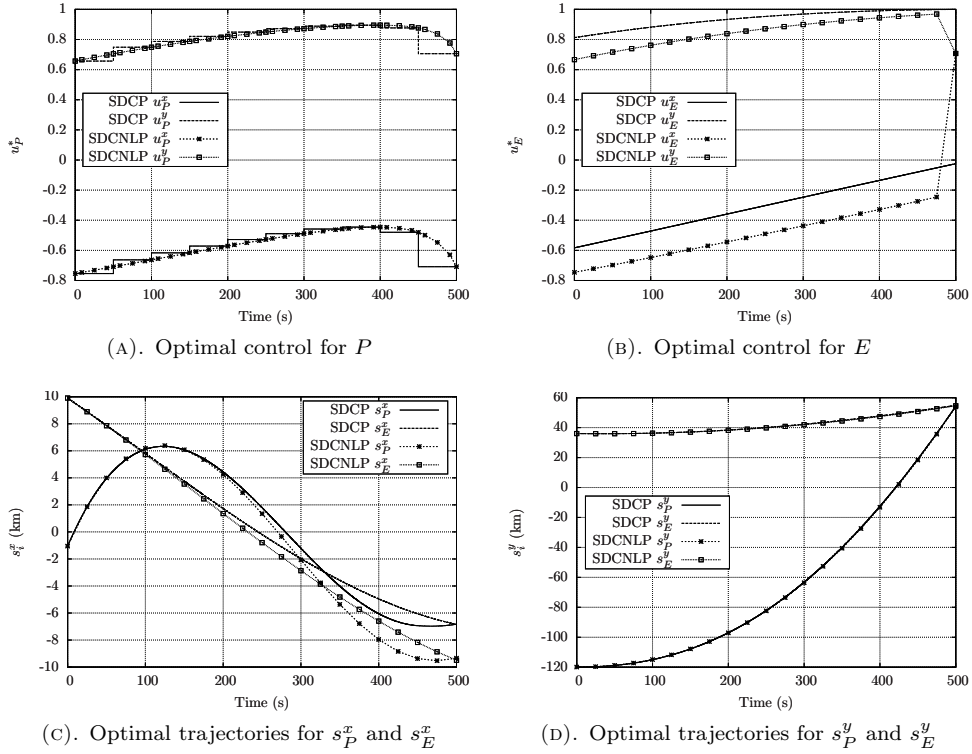 1
0.8
0.6
0.4
0.2
0
-0.2
-0.4
-0.6
-0.8
u*P
SDCP u^x_P
SDCP u^y_P
SDCNLP u^x_P
SDCNLP u^y_P
0 100 200 300 400 500
Time (s)
(A). Optimal control for P
1
0.8
0.6
0.4
0.2
0
-0.2
-0.4
-0.6
-0.8
u*E
SDCP u^x_E
SDCP u^y_E
SDCNLP u^x_E
SDCNLP u^y_E
0 100 200 300 400 500
Time (s)
(B). Optimal control for E
10
8
6
4
2
0
-2
-4
-6
-8
-10
s^x_i (km)
SDCP s^x_P
SDCP s^x_E
SDCNLP s^x_P
SDCNLP s^x_E
0 100 200 300 400 500
Time (s)
(C). Optimal trajectories for s^x_P and s^x_E
60
40
20
0
-20
-40
-60
-80
-100
-120
s^y_i (km)
SDCP s^y_P
SDCP s^y_E
SDCNLP s^y_P
SDCNLP s^y_E
0 100 200 300 400 500
Time (s)
(D). Optimal trajectories for s^y_P and s^y_E